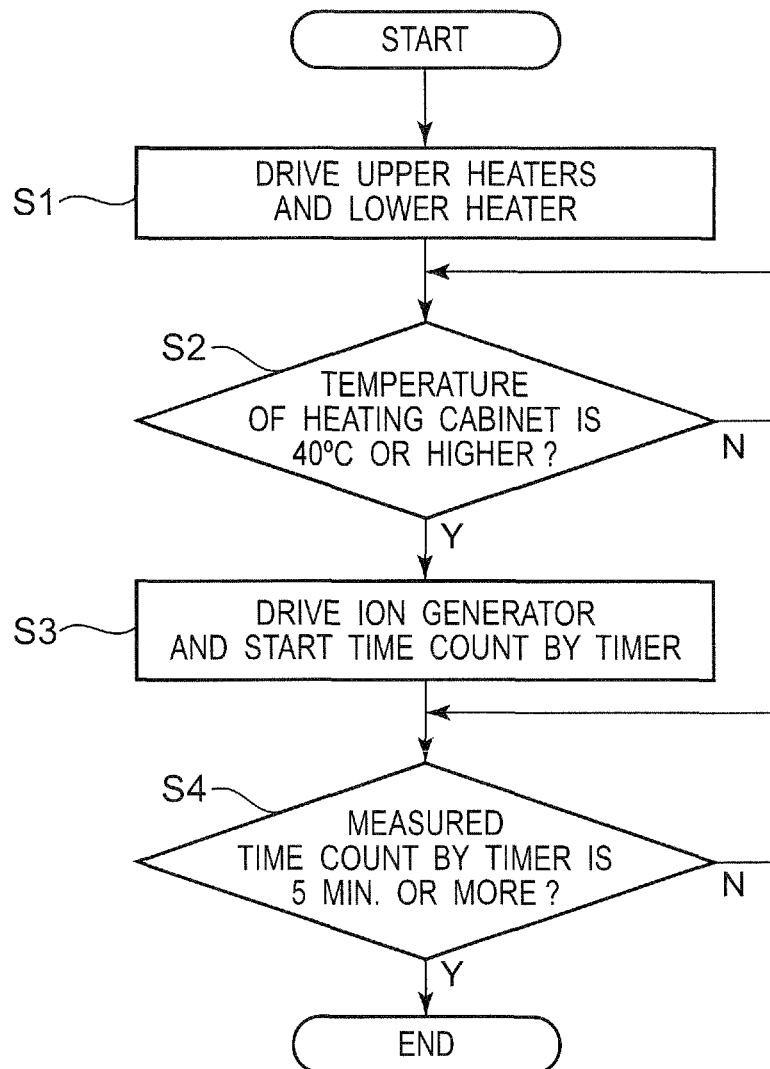 START
S1
DRIVE UPPER HEATERS
AND LOWER HEATER
S2
TEMPERATURE
OF HEATING CABINET IS
40°C OR HIGHER ?
N
Y
S3
DRIVE ION GENERATOR
AND START TIME COUNT BY TIMER
S4
MEASURED
TIME COUNT BY TIMER IS
5 MIN. OR MORE ?
N
Y
END